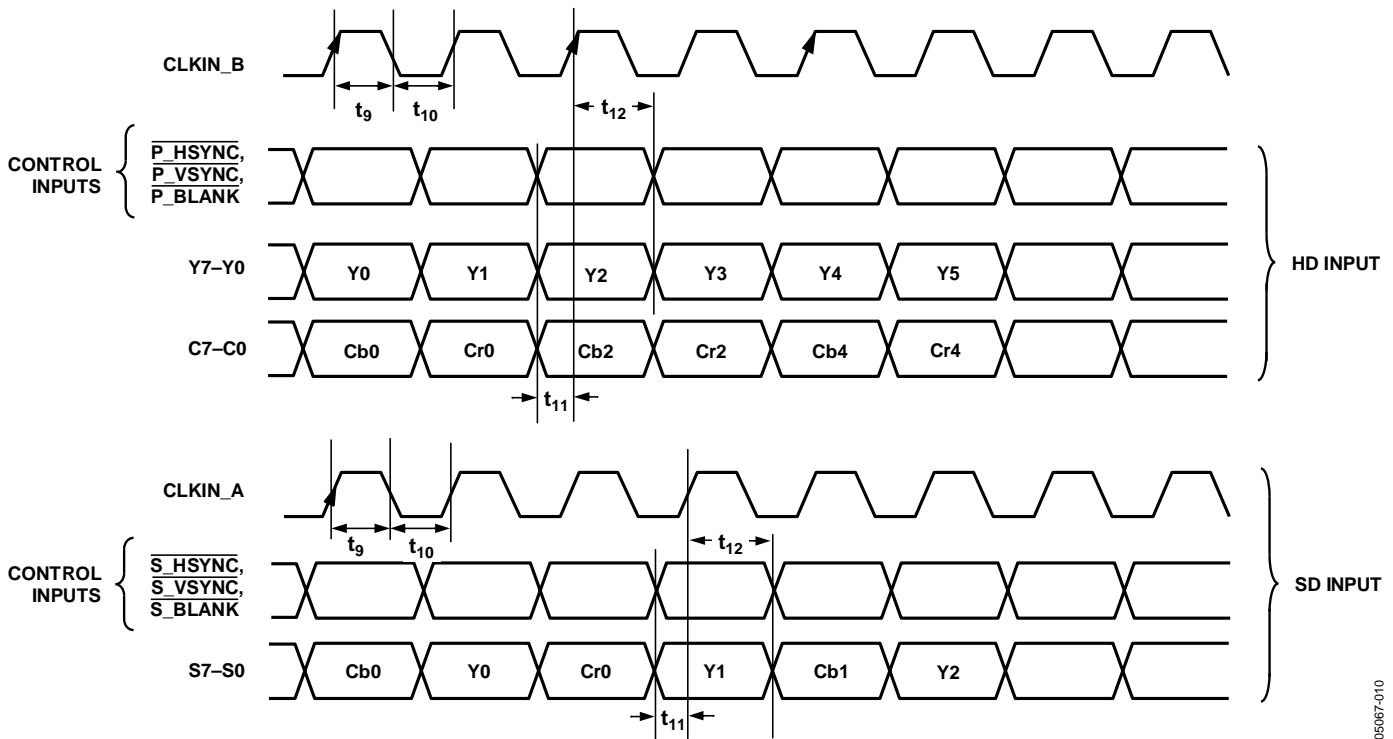 CLKIN_B
t9
t10
t12
CONTROL
INPUTS
P_HSYNC,
P_VSYNC,
P_BLANK
Y7–Y0
Y0
Y1
Y2
Y3
Y4
Y5
HD INPUT
C7–C0
Cb0
Cr0
Cb2
Cr2
Cb4
Cr4
t11
CLKIN_A
t9
t10
t12
CONTROL
INPUTS
S_HSYNC,
S_VSYNC,
S_BLANK
SD INPUT
S7–S0
Cb0
Y0
Cr0
Y1
Cb1
Y2
t11
05067-010